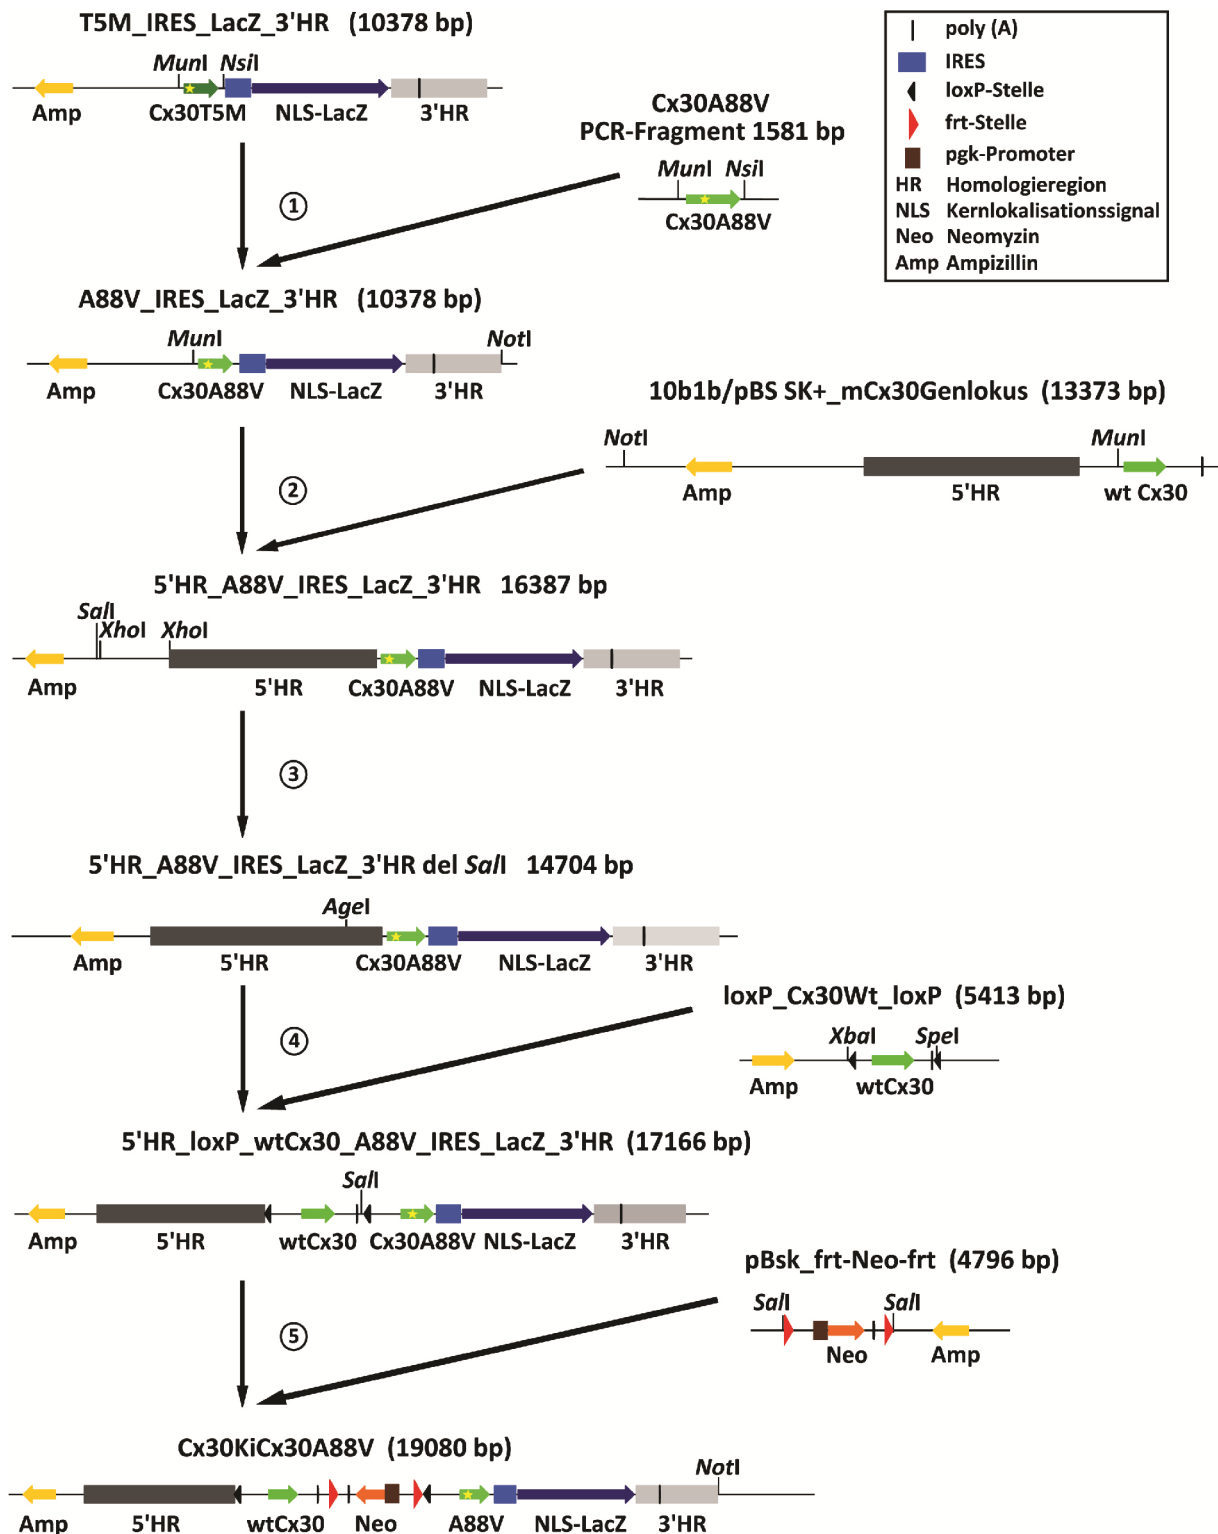 T5M_IRES_LacZ_3'HR (10378 bp)
MunI NsiI
Amp Cx30T5M NLS-LacZ 3'HR
poly (A)
IRES
loxP-Stelle
frt-Stelle
pgk-Promoter
HR Homologieregion
NLS Kernlokalisationssignal
Neo Neomyzin
Amp Ampizillin
Cx30A88V
PCR-Fragment 1581 bp
MunI NsiI
Cx30A88V
1
A88V_IRES_LacZ_3'HR (10378 bp)
MunI NotI
Amp Cx30A88V NLS-LacZ 3'HR
10b1b/pBS SK+_mCx30Genlokus (13373 bp)
NotI MunI
Amp 5'HR wt Cx30
2
5'HR_A88V_IRES_LacZ_3'HR 16387 bp
SalI
XhoI XhoI
Amp 5'HR Cx30A88V NLS-LacZ 3'HR
3
5'HR_A88V_IRES_LacZ_3'HR del SalI 14704 bp
AgeI
Amp 5'HR Cx30A88V NLS-LacZ 3'HR
loxP_Cx30Wt_loxP (5413 bp)
XbaI SpeI
Amp wtCx30
4
5'HR_loxP_wtCx30_A88V_IRES_LacZ_3'HR (17166 bp)
SalI
Amp 5'HR wtCx30 Cx30A88V NLS-LacZ 3'HR
pBsk_frt-Neo-frt (4796 bp)
SalI SalI
Neo Amp
5
Cx30KiCx30A88V (19080 bp)
NotI
Amp 5'HR wtCx30 Neo A88V NLS-LacZ 3'HR